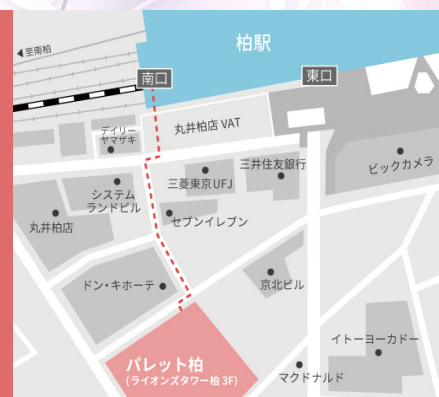 ◀至南柏
柏駅
南口
東口
デイリー
ヤマザキ
丸井柏店 VAT
三井住友銀行
ビックカメラ
システム
ランドビル
三菱東京UFJ
丸井柏店
セブンイレブン
ドン・キホーテ
京北ビル
イトーヨーカドー
パレット柏
(ライオンズタワー柏 3F)
マクドナルド